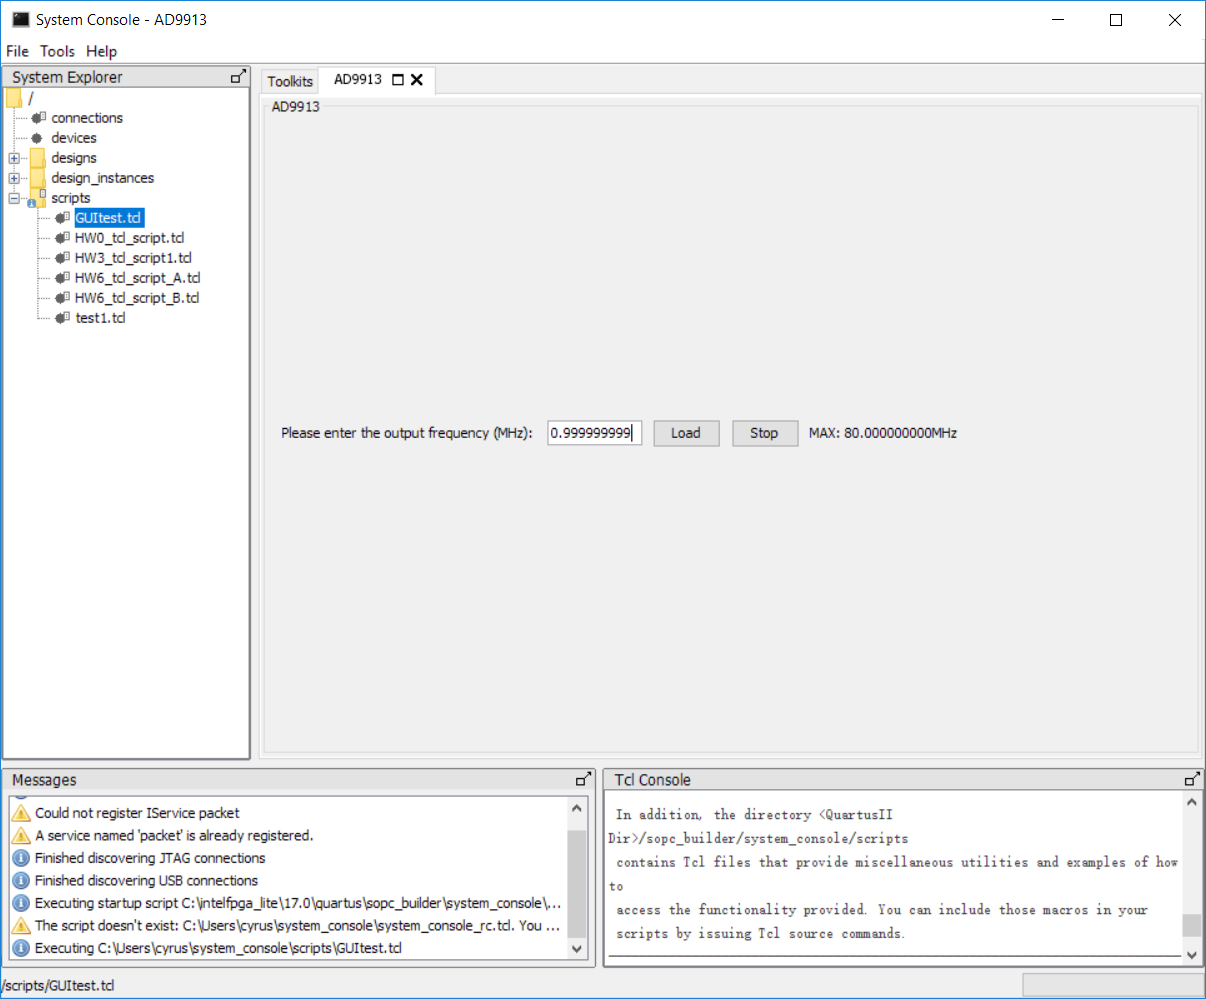 System Console - AD9913
File Tools Help
System Explorer
/
connections
devices
designs
design_instances
scripts
GUItest.tcl
HW0_tcl_script.tcl
HW3_tcl_script1.tcl
HW6_tcl_script_A.tcl
HW6_tcl_script_B.tcl
test1.tcl
Toolkits AD9913
AD9913
Please enter the output frequency (MHz): 0.999999999 Load Stop MAX: 80.000000000MHz
Messages
Could not register IService packet
A service named 'packet' is already registered.
Finished discovering JTAG connections
Finished discovering USB connections
Executing startup script C:\intelfpga_lite\17.0\quartus\sopc_builder\system_console\...
The script doesn't exist: C:\Users\cyrus\system_console\system_console_rc.tcl. You ...
Executing C:\Users\cyrus\system_console\scripts\GUItest.tcl
Tcl Console
In addition, the directory <QuartusII
Dir>/sopc_builder/system_console/scripts
contains Tcl files that provide miscellaneous utilities and examples of how
to
access the functionality provided. You can include those macros in your
scripts by issuing Tcl source commands.
/scripts/GUItest.tcl